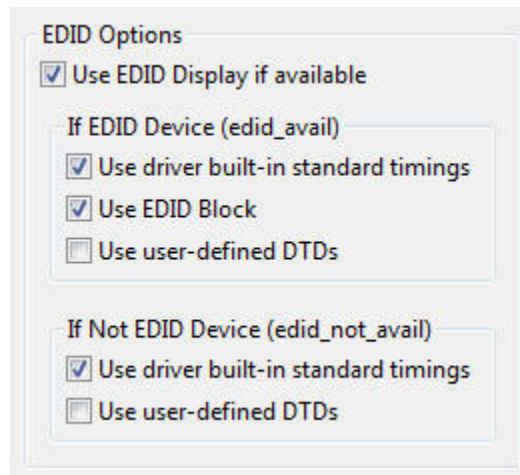 EDID Options
Use EDID Display if available
If EDID Device (edid_avail)
Use driver built-in standard timings
Use EDID Block
Use user-defined DTDs
If Not EDID Device (edid_not_avail)
Use driver built-in standard timings
Use user-defined DTDs